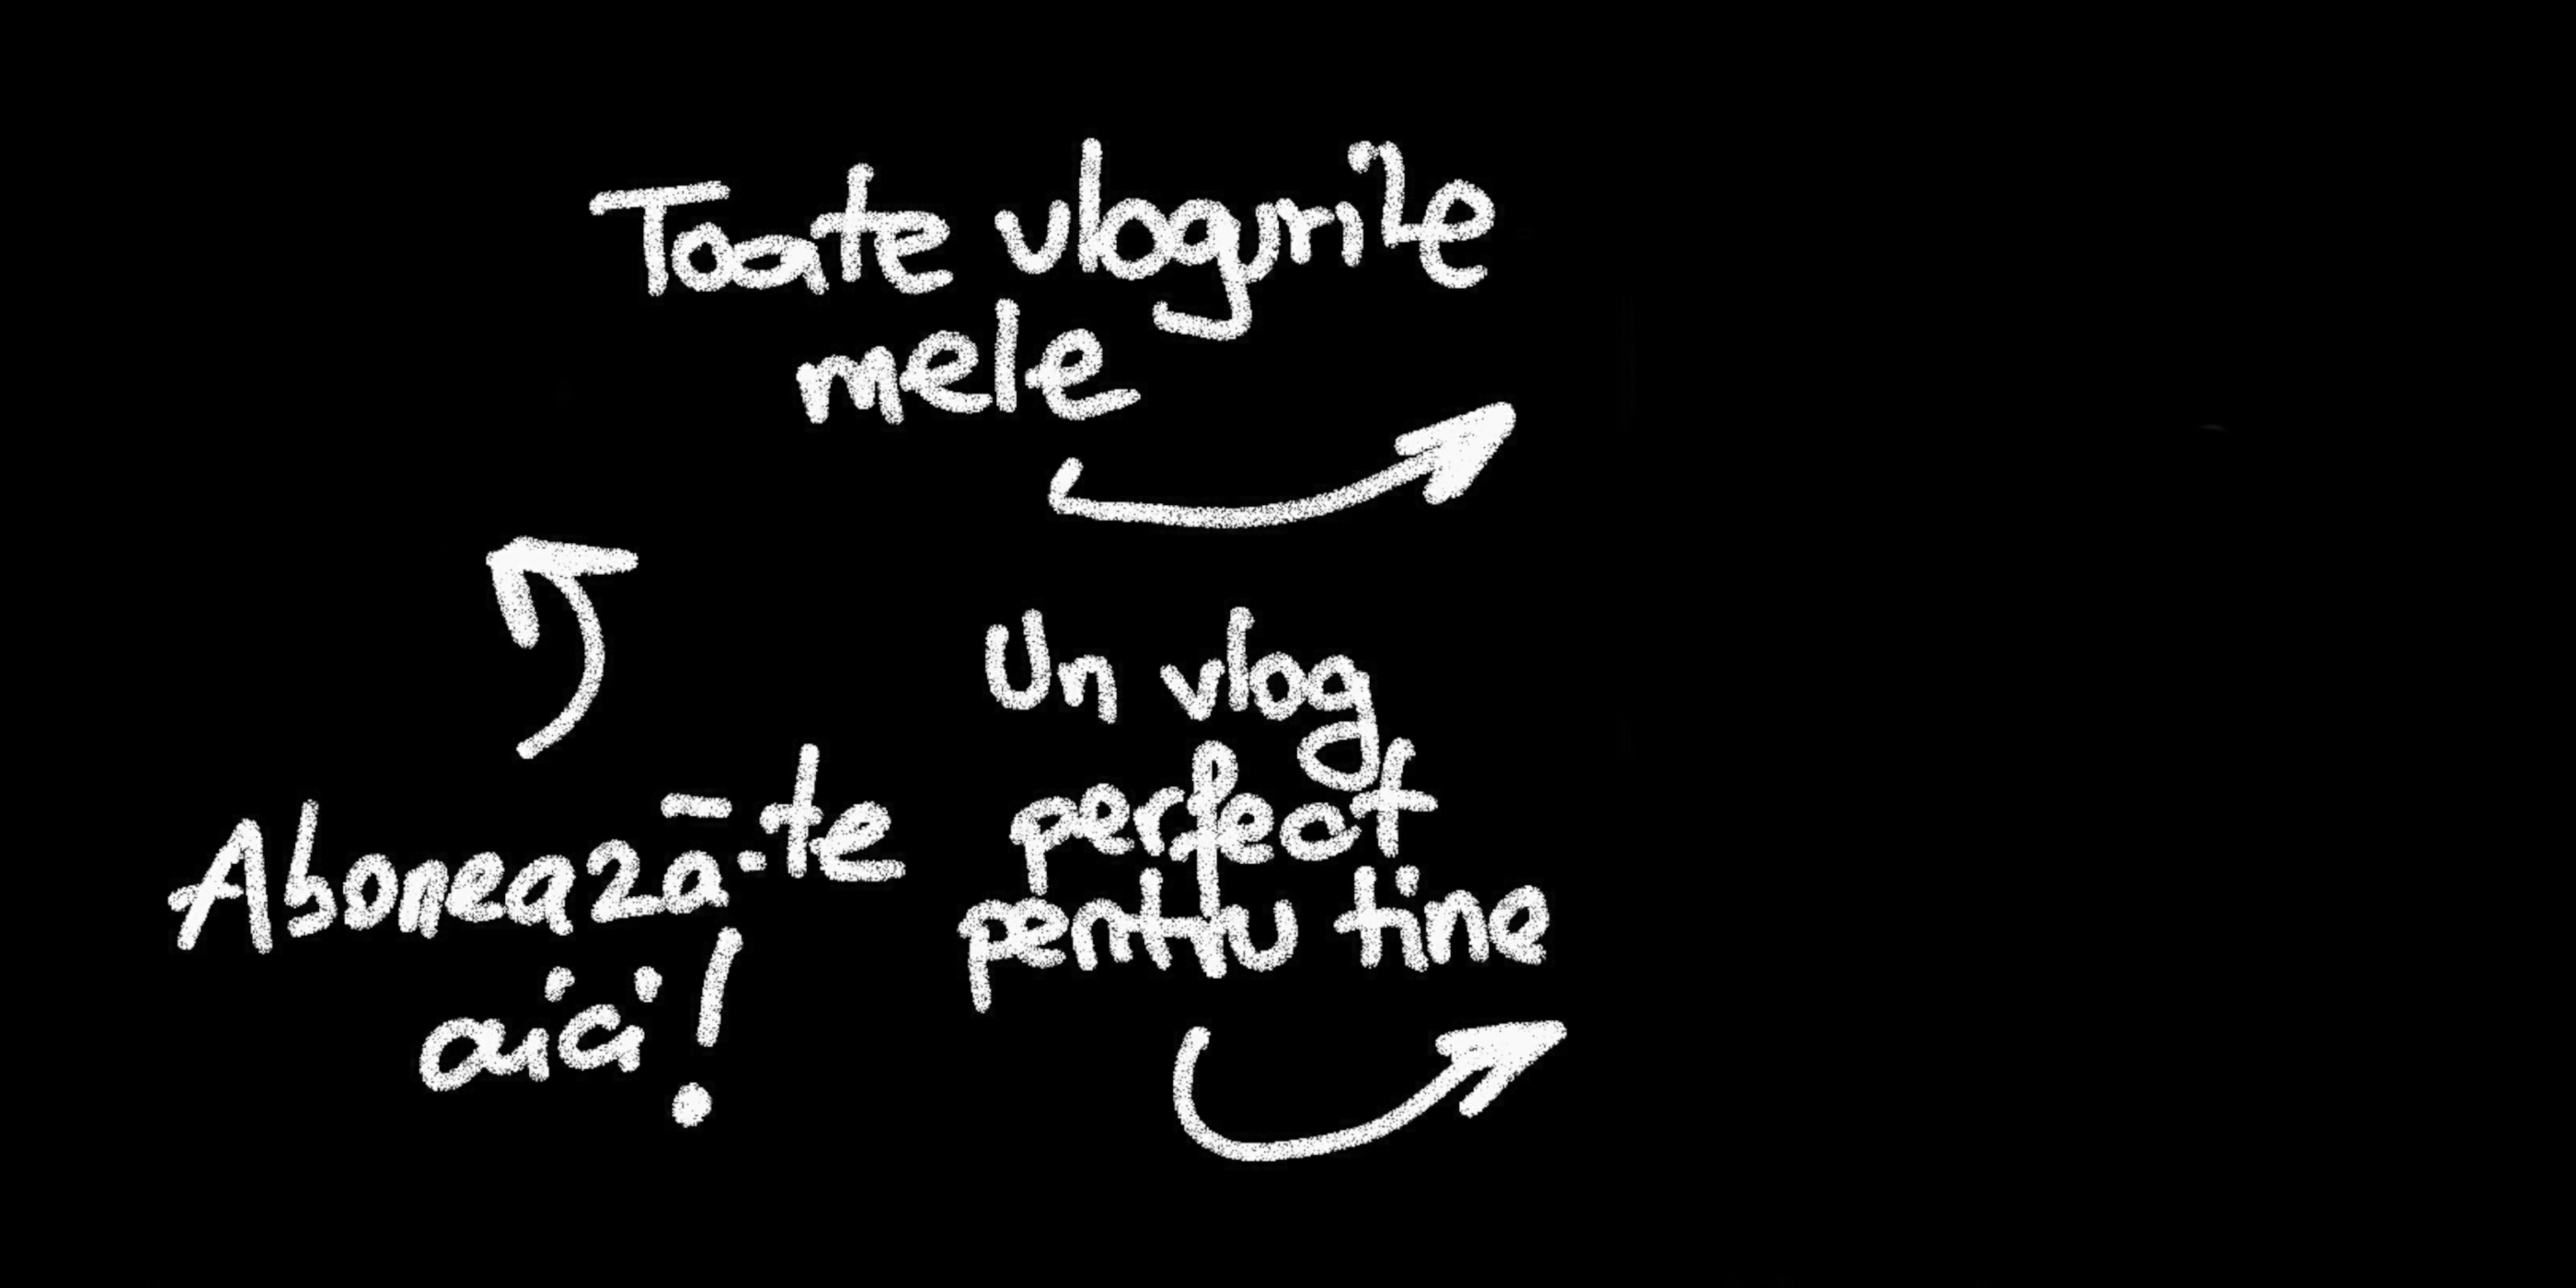 Toate vlogurile
mele
Un vlog
perfect
pentru tine
Abonează-te
aici!